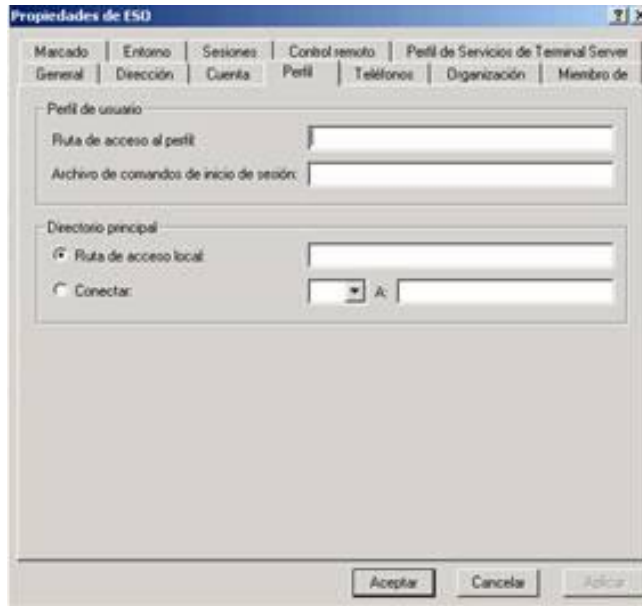 Propiedades de ESO
Marcado Entorno Sesiones Control remoto Perfil de Servicios de Terminal Server
General Dirección Cuenta Perfil Teléfonos Organización Miembro de
Perfil de usuario
Ruta de acceso al perfil:
Archivo de comandos de inicio de sesión:
Directorio principal
Ruta de acceso local:
Conectar: A:
Aceptar Cancelar Aplicar